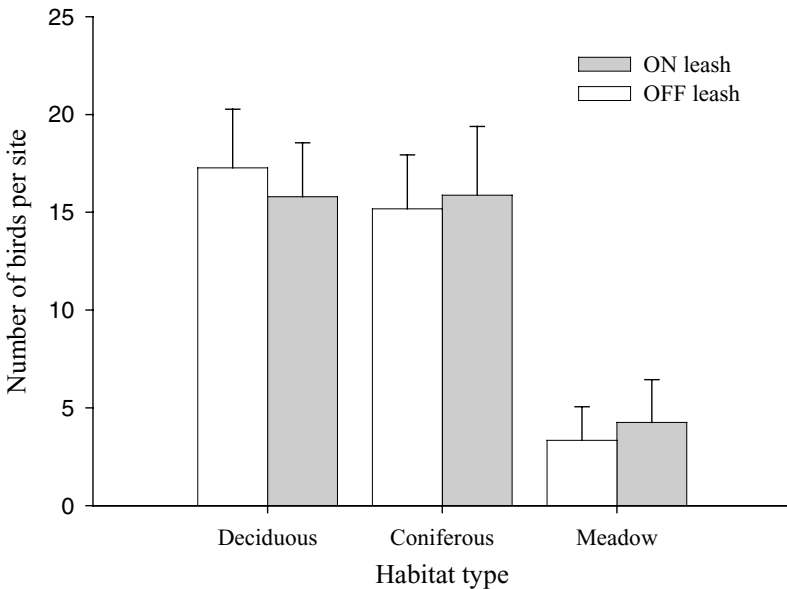 25
20
15
10
5
0
Number of birds per site
ON leash
OFF leash
Deciduous Coniferous Meadow
Habitat type